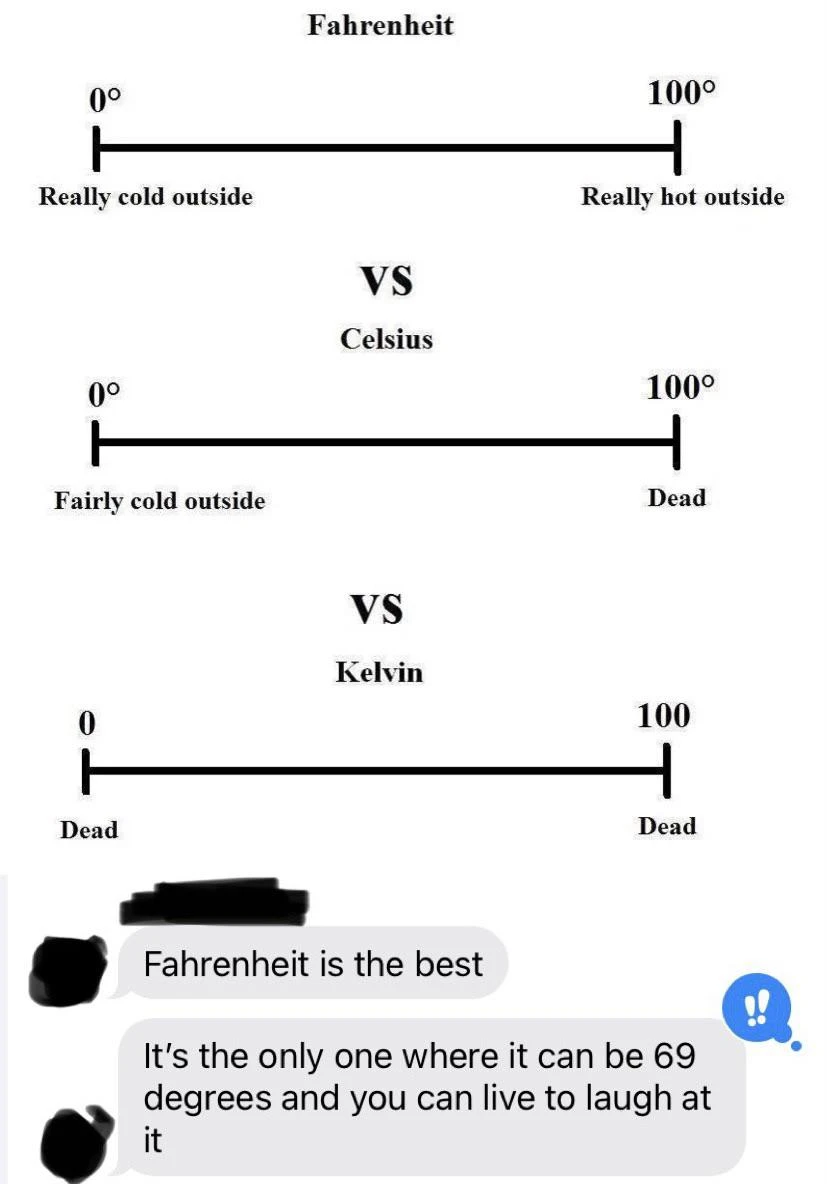 Fahrenheit
0° 100°
Really cold outside Really hot outside
VS
Celsius
0° 100°
Fairly cold outside Dead
VS
Kelvin
0 100
Dead Dead
Fahrenheit is the best
It’s the only one where it can be 69
degrees and you can live to laugh at
it